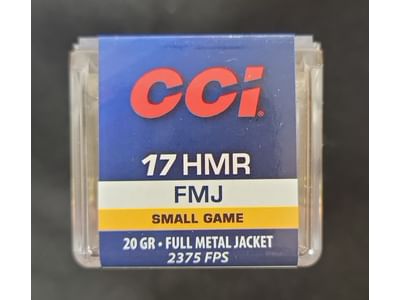 CCI®
17 HMR
FMJ
SMALL GAME
20 GR • FULL METAL JACKET
2375 FPS